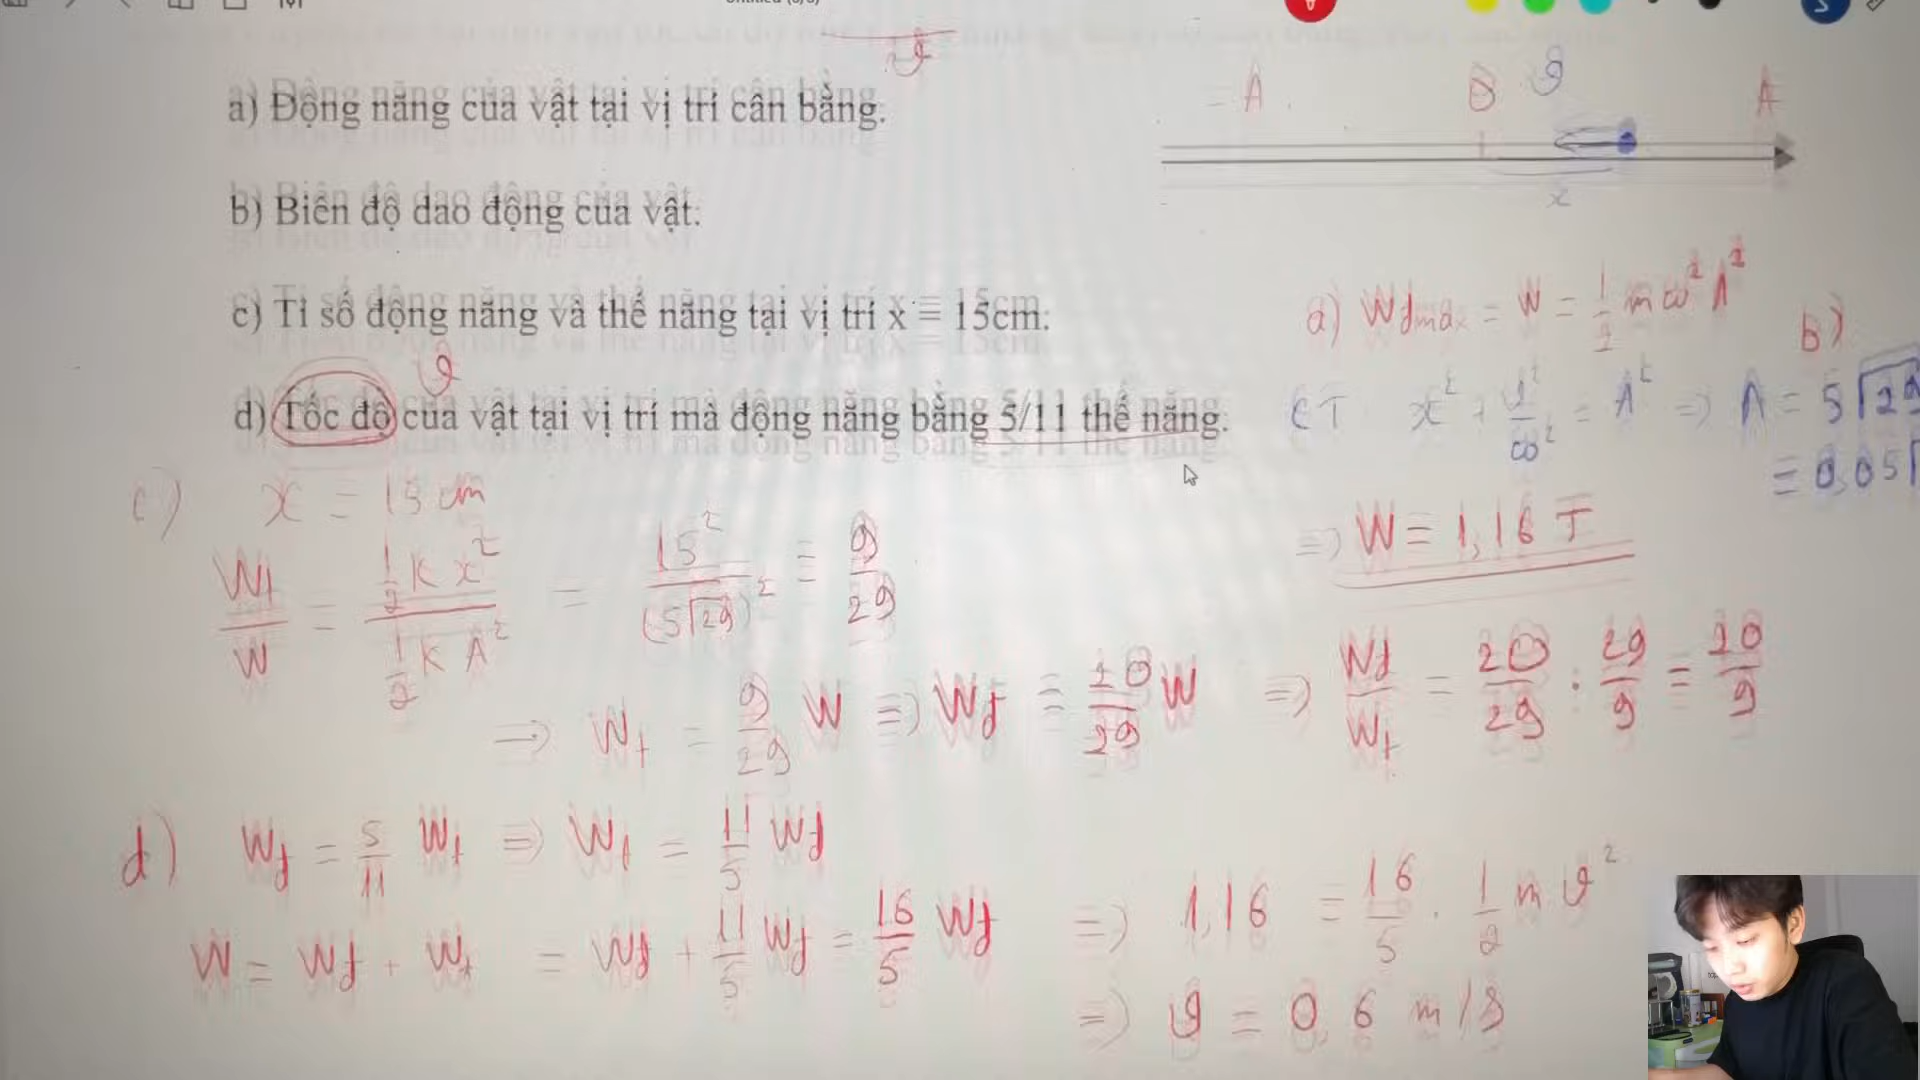 a) Động năng của vật tại vị trí cân bằng.
b) Biên độ dao động của vật.
c) Tỉ số động năng và thế năng tại vị trí x = 15cm.
d) Tốc độ của vật tại vị trí mà động năng bằng 5/11 thế năng.
v
-A O v A
x
a) Wđmax = W = 1/2 mω²A²
b)
CT x² + v²/ω² = A² => A = 5√29
= 0,05√
=> W = 1,16 J
c) x = 15 cm
Wt/W = (1/2 k x²)/(1/2 k A²) = 15²/(5√29)² = 9/29
=> Wt = 9/29 W => Wđ = 20/29 W => Wđ/Wt = 20/29 : 29/9 = 20/9
d) Wđ = 5/11 Wt => Wt = 11/5 Wđ
W = Wđ + Wt = Wđ + 11/5 Wđ = 16/5 Wđ => 1,16 = 16/5 . 1/2 m v²
=> v = 0,6 m/s